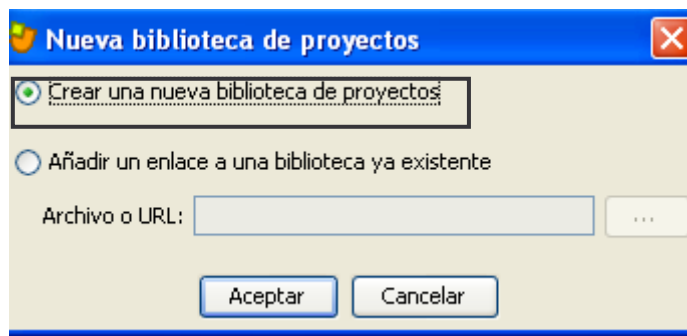 Nueva biblioteca de proyectos
Crear una nueva biblioteca de proyectos
Añadir un enlace a una biblioteca ya existente
Archivo o URL:
...
Aceptar Cancelar